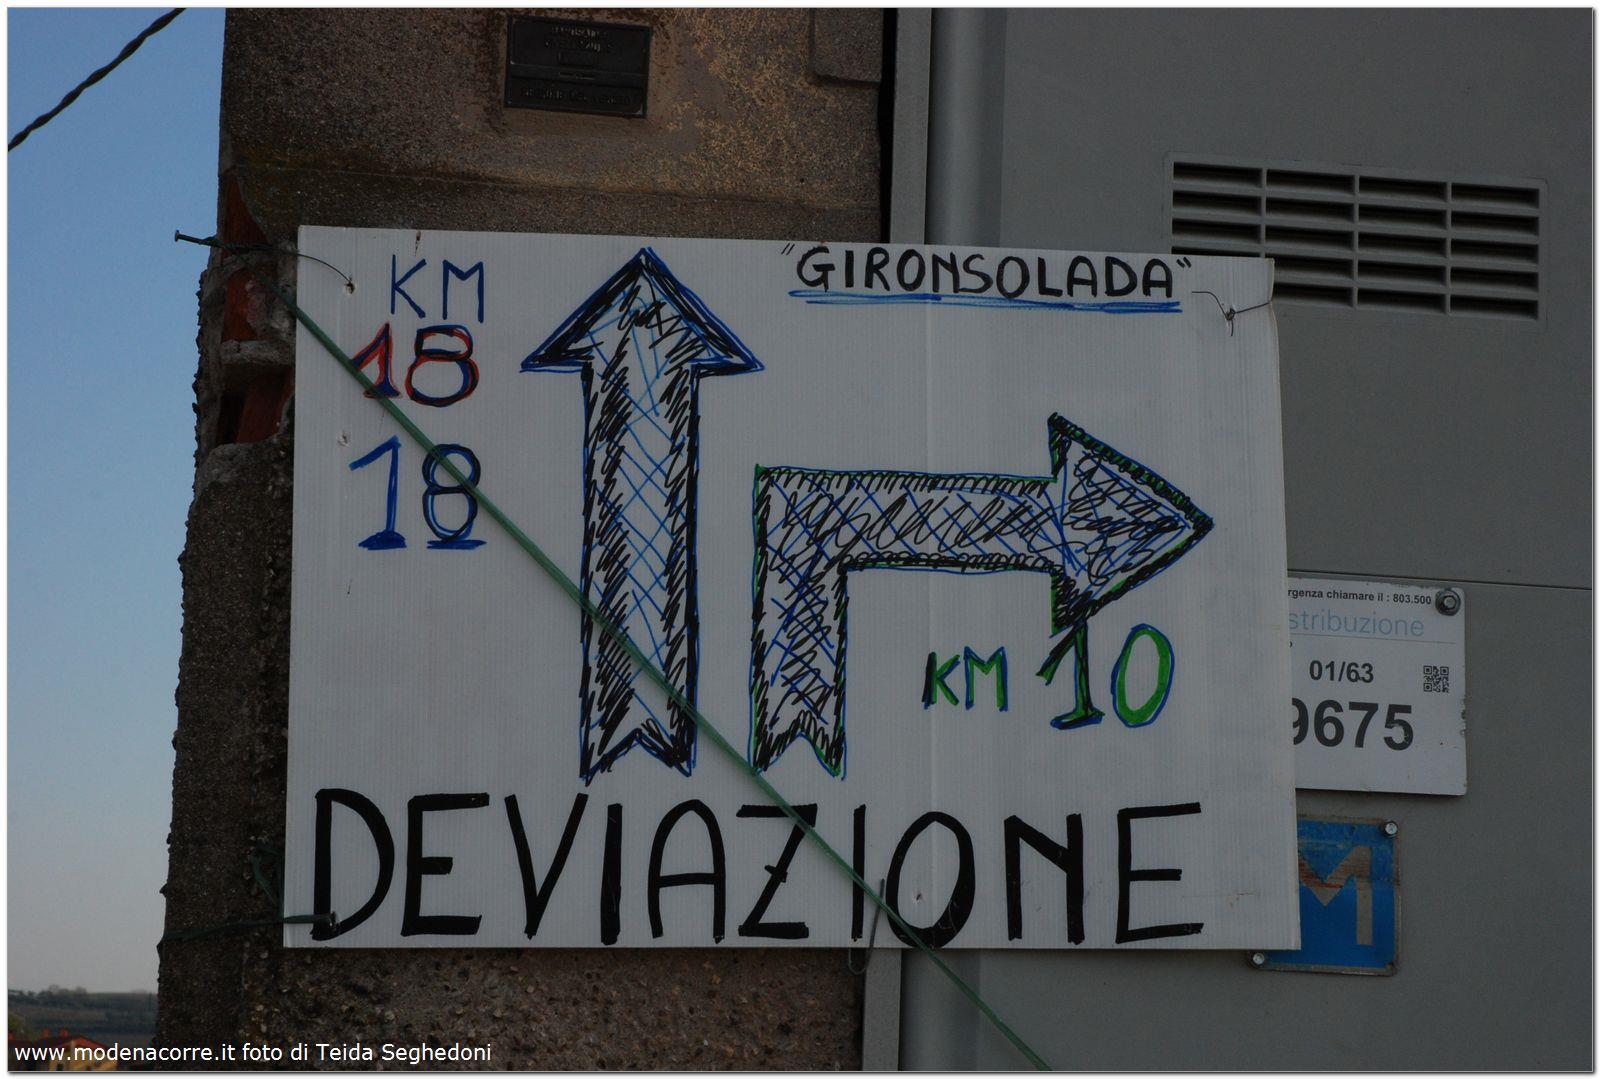 "GIRONSOLADA"
KM
18
18
KM 10
DEVIAZIONE
rgenza chiamare il : 803.500
stribuzione
01/63
9675
M
www.modenacorre.it foto di Teida Seghedoni